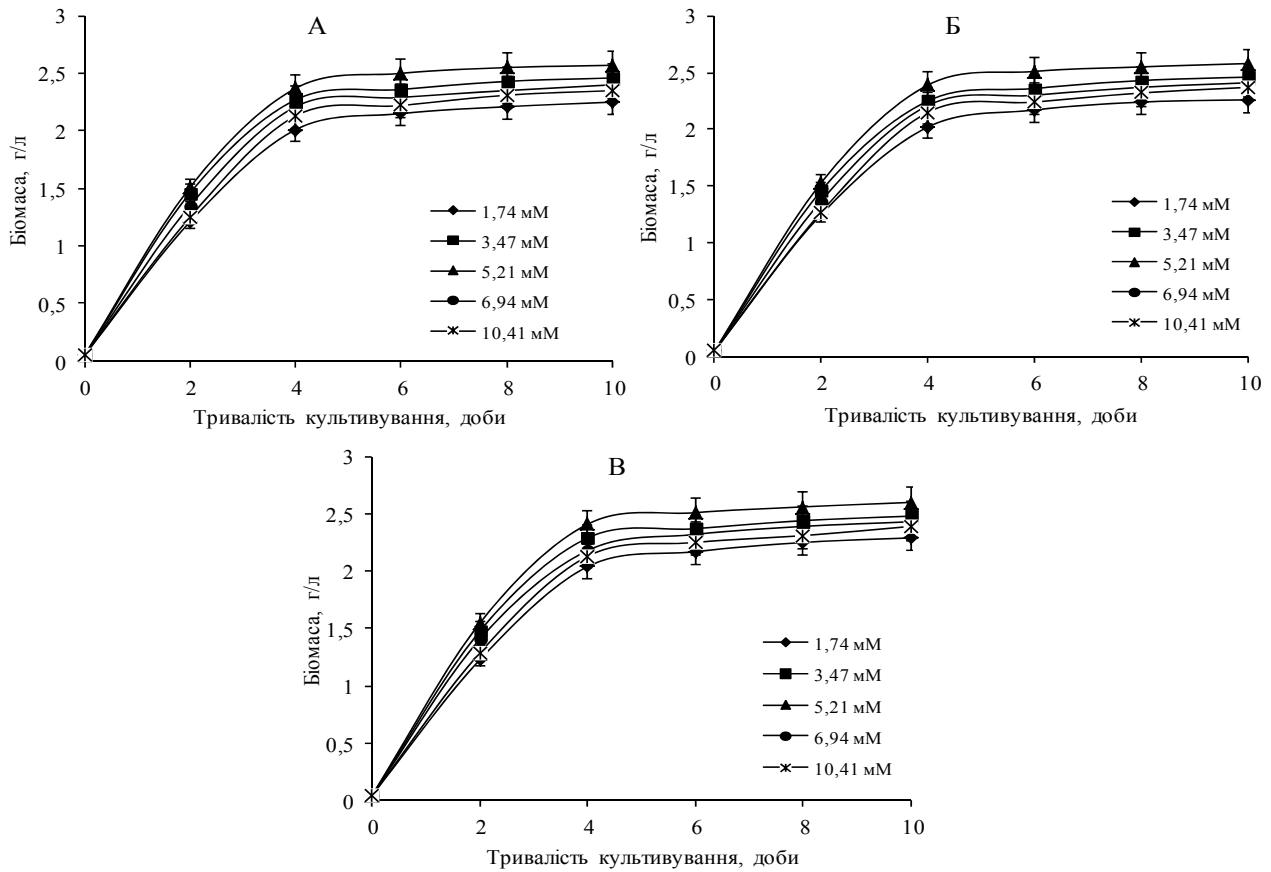 А
3
2,5
2
1,5
1
0,5
0
Біомаса, г/л
0 2 4 6 8 10
Тривалість культивування, доби
1,74 мМ
3,47 мМ
5,21 мМ
6,94 мМ
10,41 мМ
Б
3
2,5
2
1,5
1
0,5
0
Біомаса, г/л
0 2 4 6 8 10
Тривалість культивування, доби
1,74 мМ
3,47 мМ
5,21 мМ
6,94 мМ
10,41 мМ
В
3
2,5
2
1,5
1
0,5
0
Біомаса, г/л
0 2 4 6 8 10
Тривалість культивування, доби
1,74 мМ
3,47 мМ
5,21 мМ
6,94 мМ
10,41 мМ